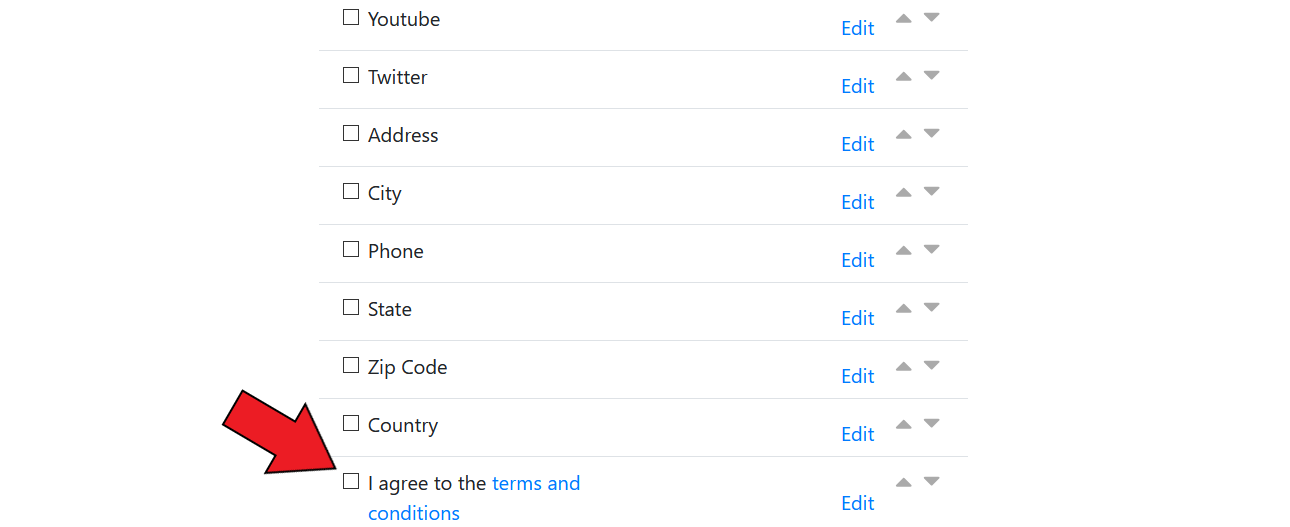 Youtube
Edit
Twitter
Edit
Address
Edit
City
Edit
Phone
Edit
State
Edit
Zip Code
Edit
Country
Edit
I agree to the terms and
conditions
Edit